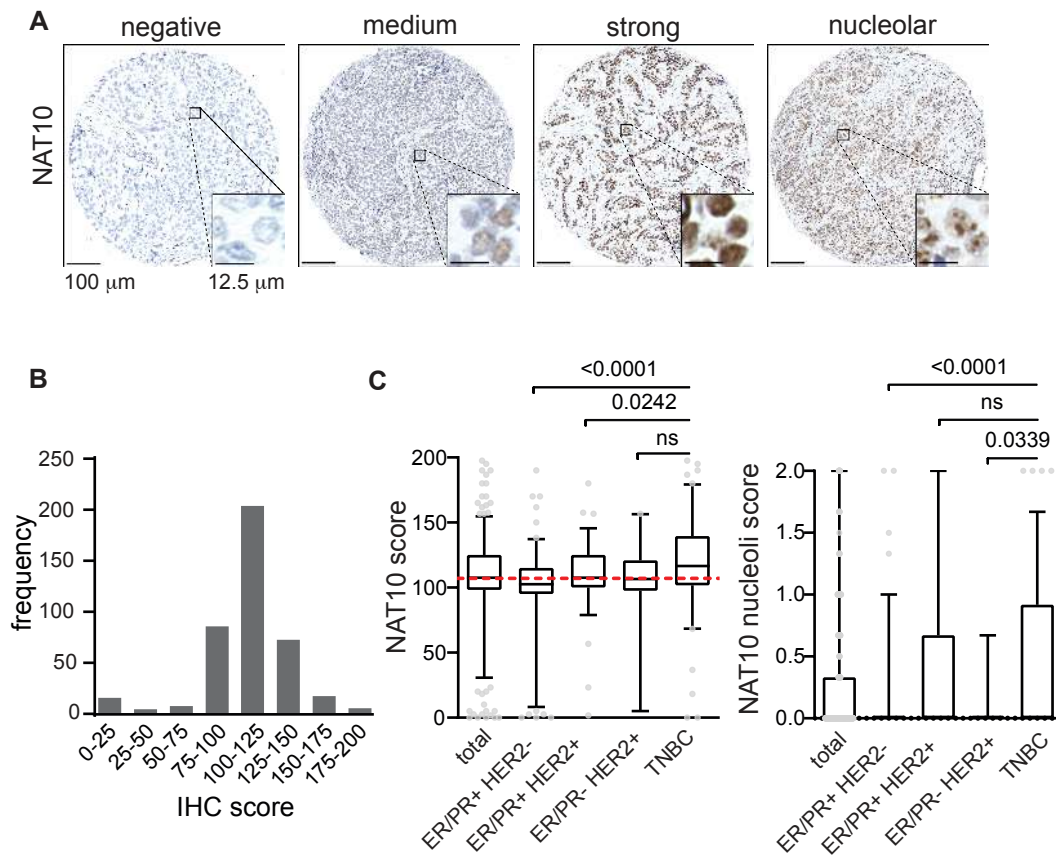 A
negative
medium
strong
nucleolar
NAT10
100 μm
12.5 μm
B
250
200
150
100
50
0
frequency
0-25
25-50
50-75
75-100
100-125
125-150
150-175
175-200
IHC score
C
<0.0001
0.0242
ns
200
150
100
50
0
NAT10 score
total
ER/PR+ HER2-
ER/PR+ HER2+
ER/PR- HER2+
TNBC
<0.0001
ns
0.0339
2.0
1.5
1.0
0.5
0.0
NAT10 nucleoli score
total
ER/PR+ HER2-
ER/PR+ HER2+
ER/PR- HER2+
TNBC